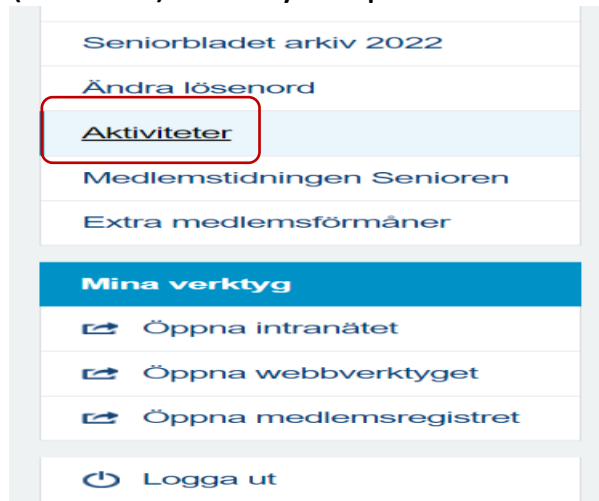 Seniorbladet arkiv 2022
Ändra lösenord
Aktiviteter
Medlemstidningen Senioren
Extra medlemsförmåner
Mina verktyg
Öppna intranätet
Öppna webbverktyget
Öppna medlemsregistret
Logga ut